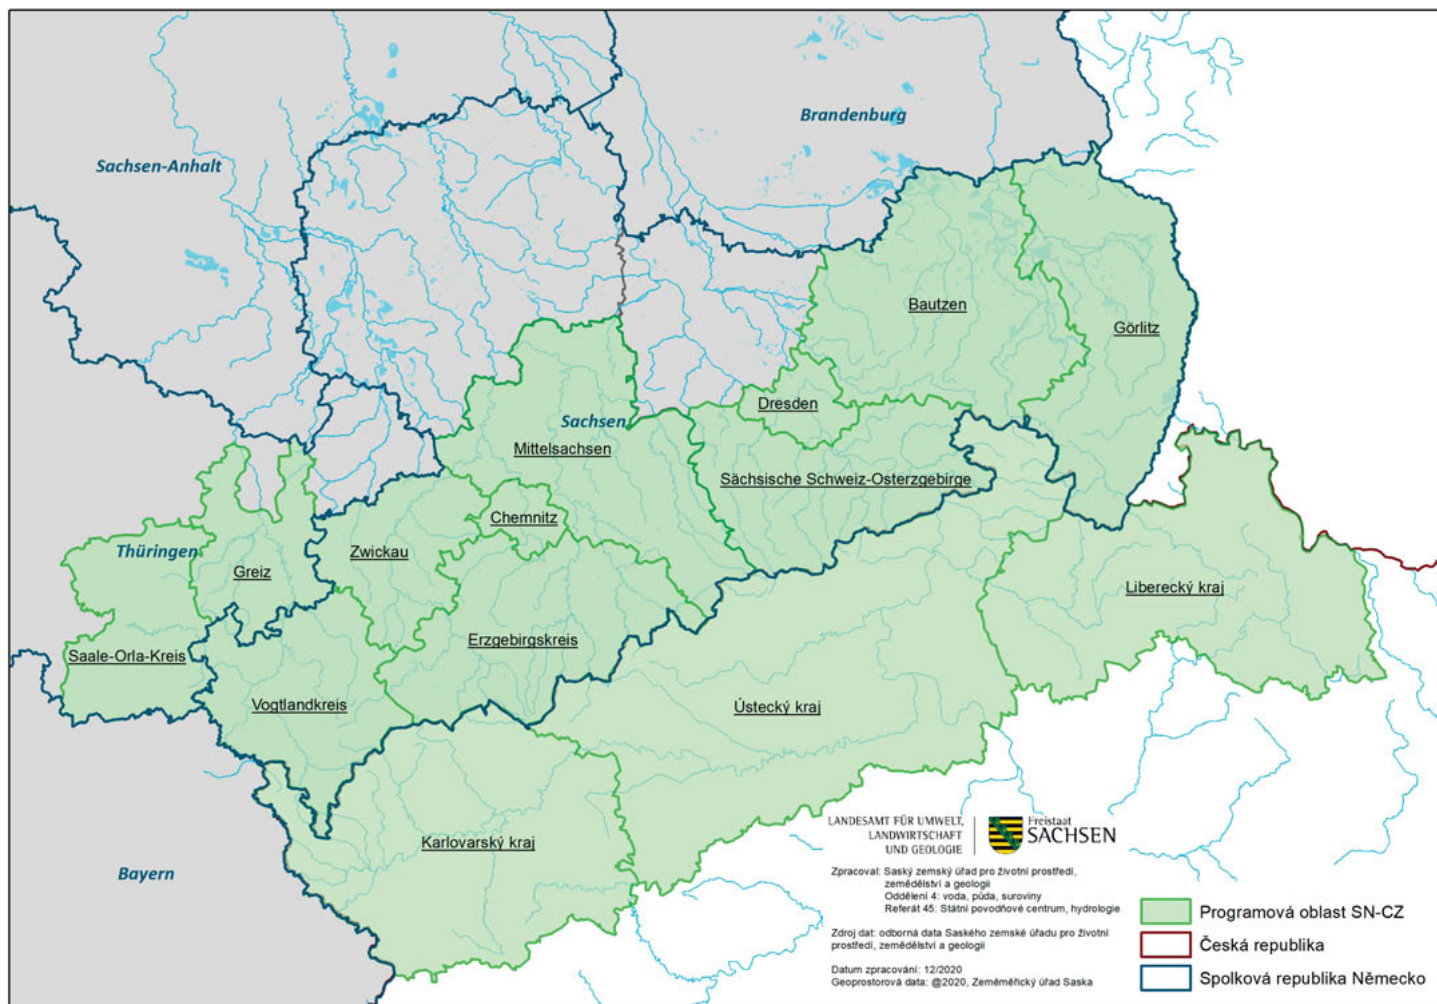 Brandenburg
Sachsen-Anhalt
Bautzen
Görlitz
Dresden
Sachsen
Mittelsachsen
Sächsische Schweiz-Osterzgebirge
Chemnitz
Zwickau
Thüringen
Greiz
Liberecký kraj
Erzgebirgskreis
Saale-Orla-Kreis
Vogtlandkreis
Ústecký kraj
Karlovarský kraj
Bayern
LANDESAMT FÜR UMWELT,
LANDWIRTSCHAFT
UND GEOLOGIE
Freistaat
SACHSEN
Zpracoval: Saský zemský úřad pro životní prostředí,
zemědělství a geologii
Oddělení 4: voda, půda, suroviny
Referát 45: Státní povodňové centrum, hydrologie
Zdroj dat: odborná data Saského zemské úřadu pro životní
prostředí, zemědělství a geologii
Datum zpracování: 12/2020
Geoprostorová data: @2020, Zeměměřický úřad Saska
Programová oblast SN-CZ
Česká republika
Spolková republika Německo